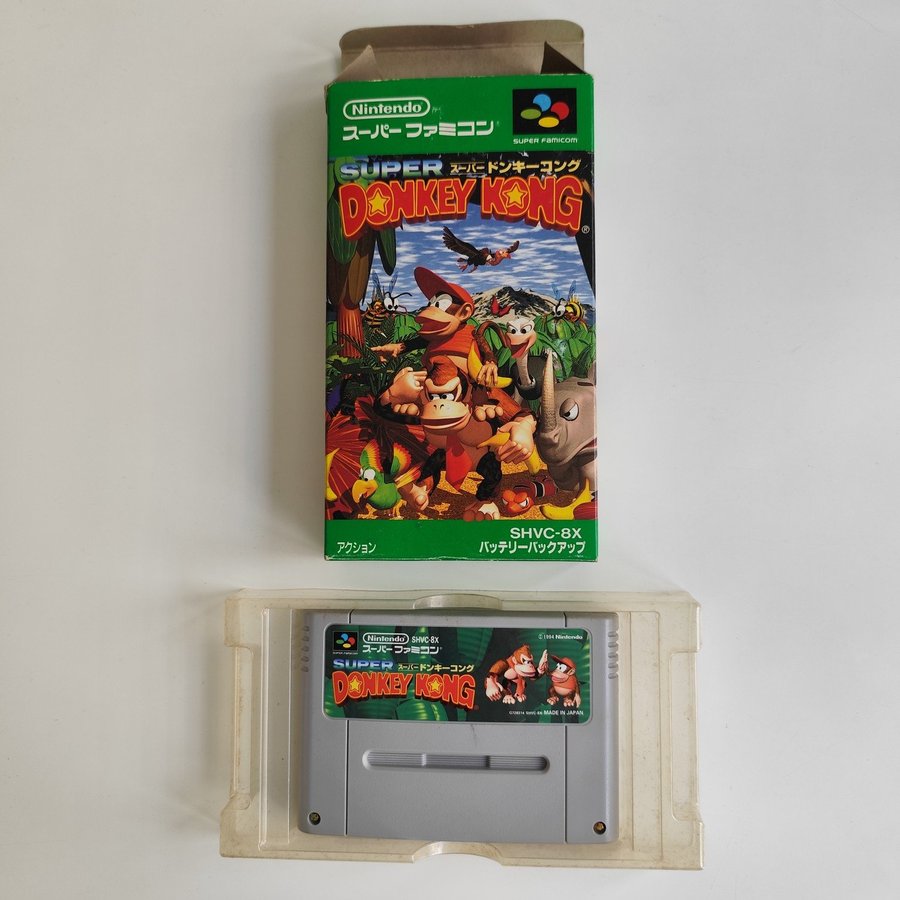 Nintendo
スーパーファミコン
SUPER FAMICOM
SUPER スーパードンキーコング
DONKEY KONG®
SHVC-8X
アクション
バッテリーバックアップ
Nintendo SHVC-8X
© 1994 Nintendo
SUPER FAMICOM
スーパーファミコン
SUPER スーパードンキーコング
DONKEY KONG
MADE IN JAPAN